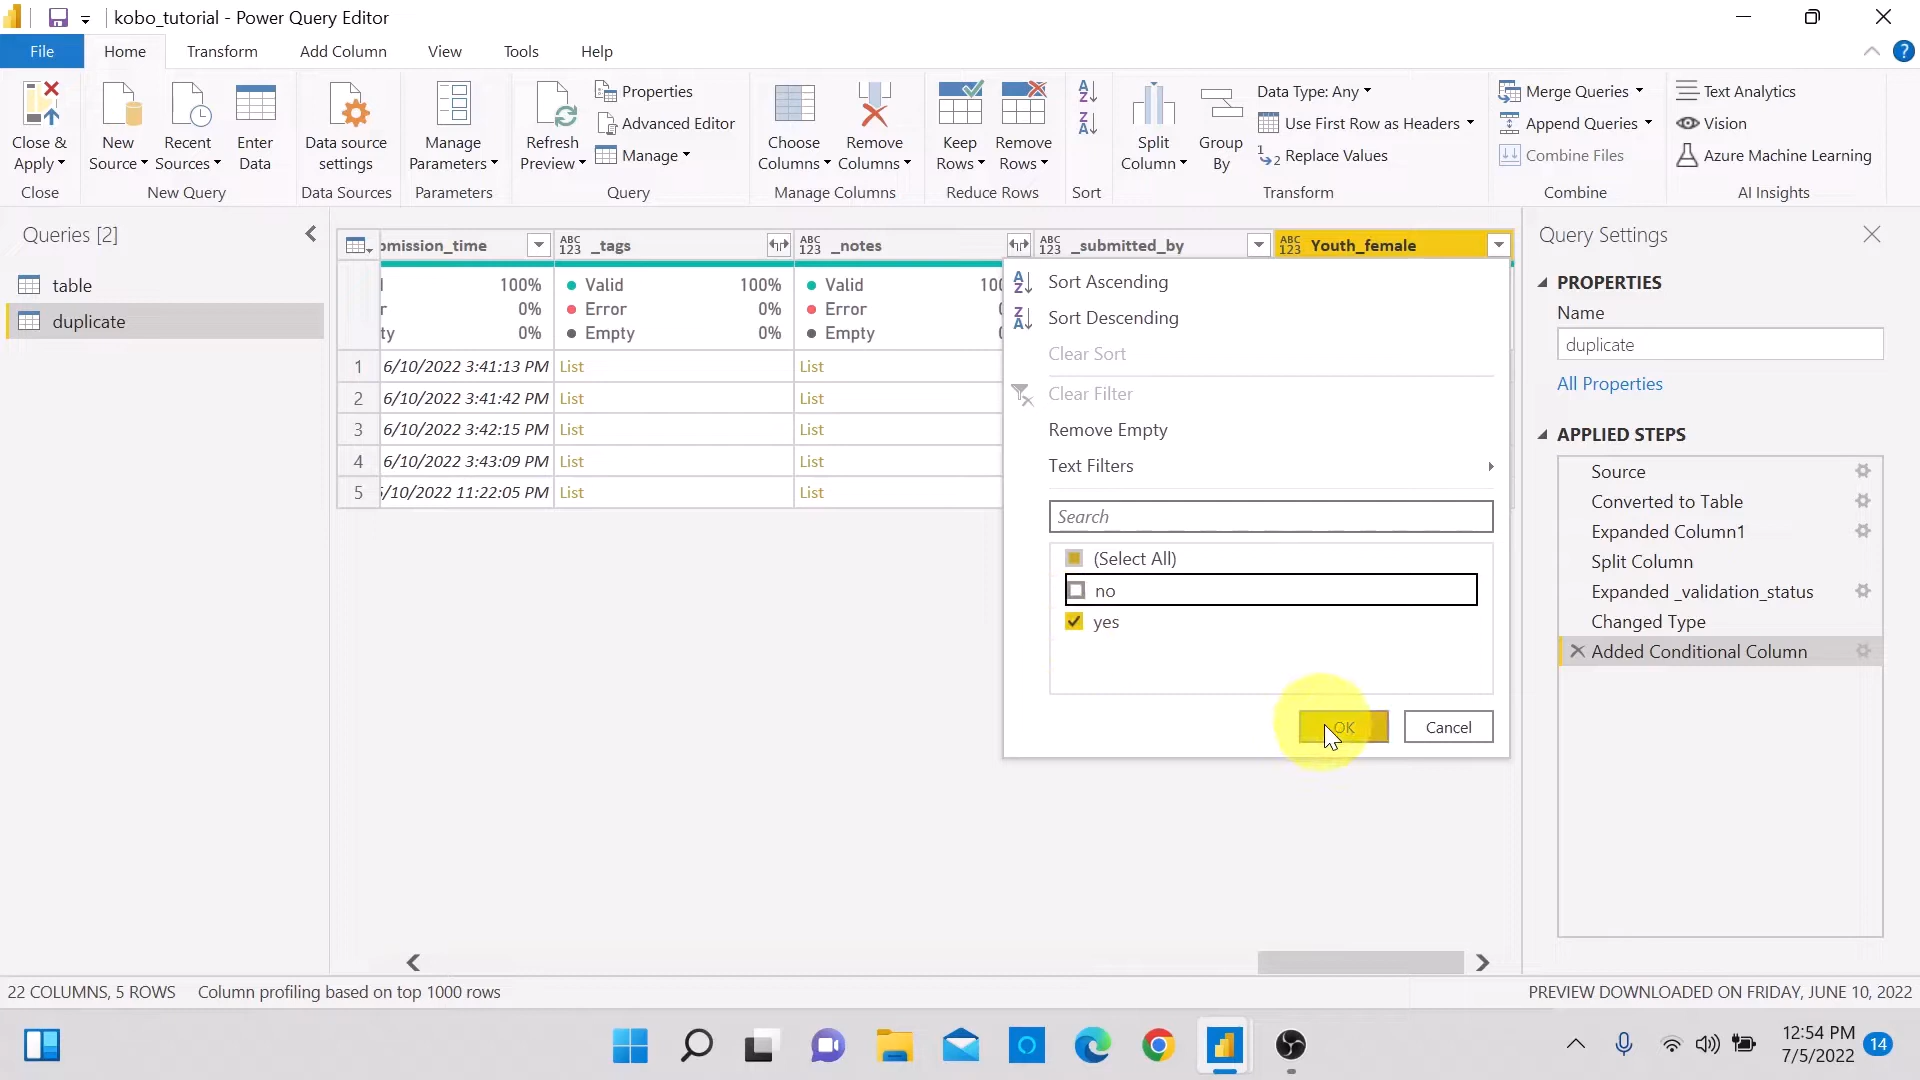 kobo_tutorial - Power Query Editor
File Home Transform Add Column View Tools Help
Close & Apply
Close
New Source
Recent Sources
Enter Data
New Query
Data source settings
Data Sources
Manage Parameters
Parameters
Refresh Preview
Properties
Advanced Editor
Manage
Query
Choose Columns
Remove Columns
Manage Columns
Keep Rows
Remove Rows
Reduce Rows
Sort
Split Column
Group By
Data Type: Any
Use First Row as Headers
Replace Values
Transform
Merge Queries
Append Queries
Combine Files
Combine
Text Analytics
Vision
Azure Machine Learning
AI Insights
Queries [2]
table
duplicate
ABC 123 _tags ABC 123 _notes ABC 123 _submitted_by ABC 123 Youth_female
100% Valid 100% Valid
0% Error 0% Error
0% Empty 0% Empty
1 6/10/2022 3:41:13 PM List List
2 6/10/2022 3:41:42 PM List List
3 6/10/2022 3:42:15 PM List List
4 6/10/2022 3:43:09 PM List List
5 /10/2022 11:22:05 PM List List
Sort Ascending
Sort Descending
Clear Sort
Clear Filter
Remove Empty
Text Filters
Search
(Select All)
no
yes
OK Cancel
Query Settings
PROPERTIES
Name
duplicate
All Properties
APPLIED STEPS
Source
Converted to Table
Expanded Column1
Split Column
Expanded _validation_status
Changed Type
Added Conditional Column
22 COLUMNS, 5 ROWS Column profiling based on top 1000 rows
PREVIEW DOWNLOADED ON FRIDAY, JUNE 10, 2022
12:54 PM
7/5/2022
14